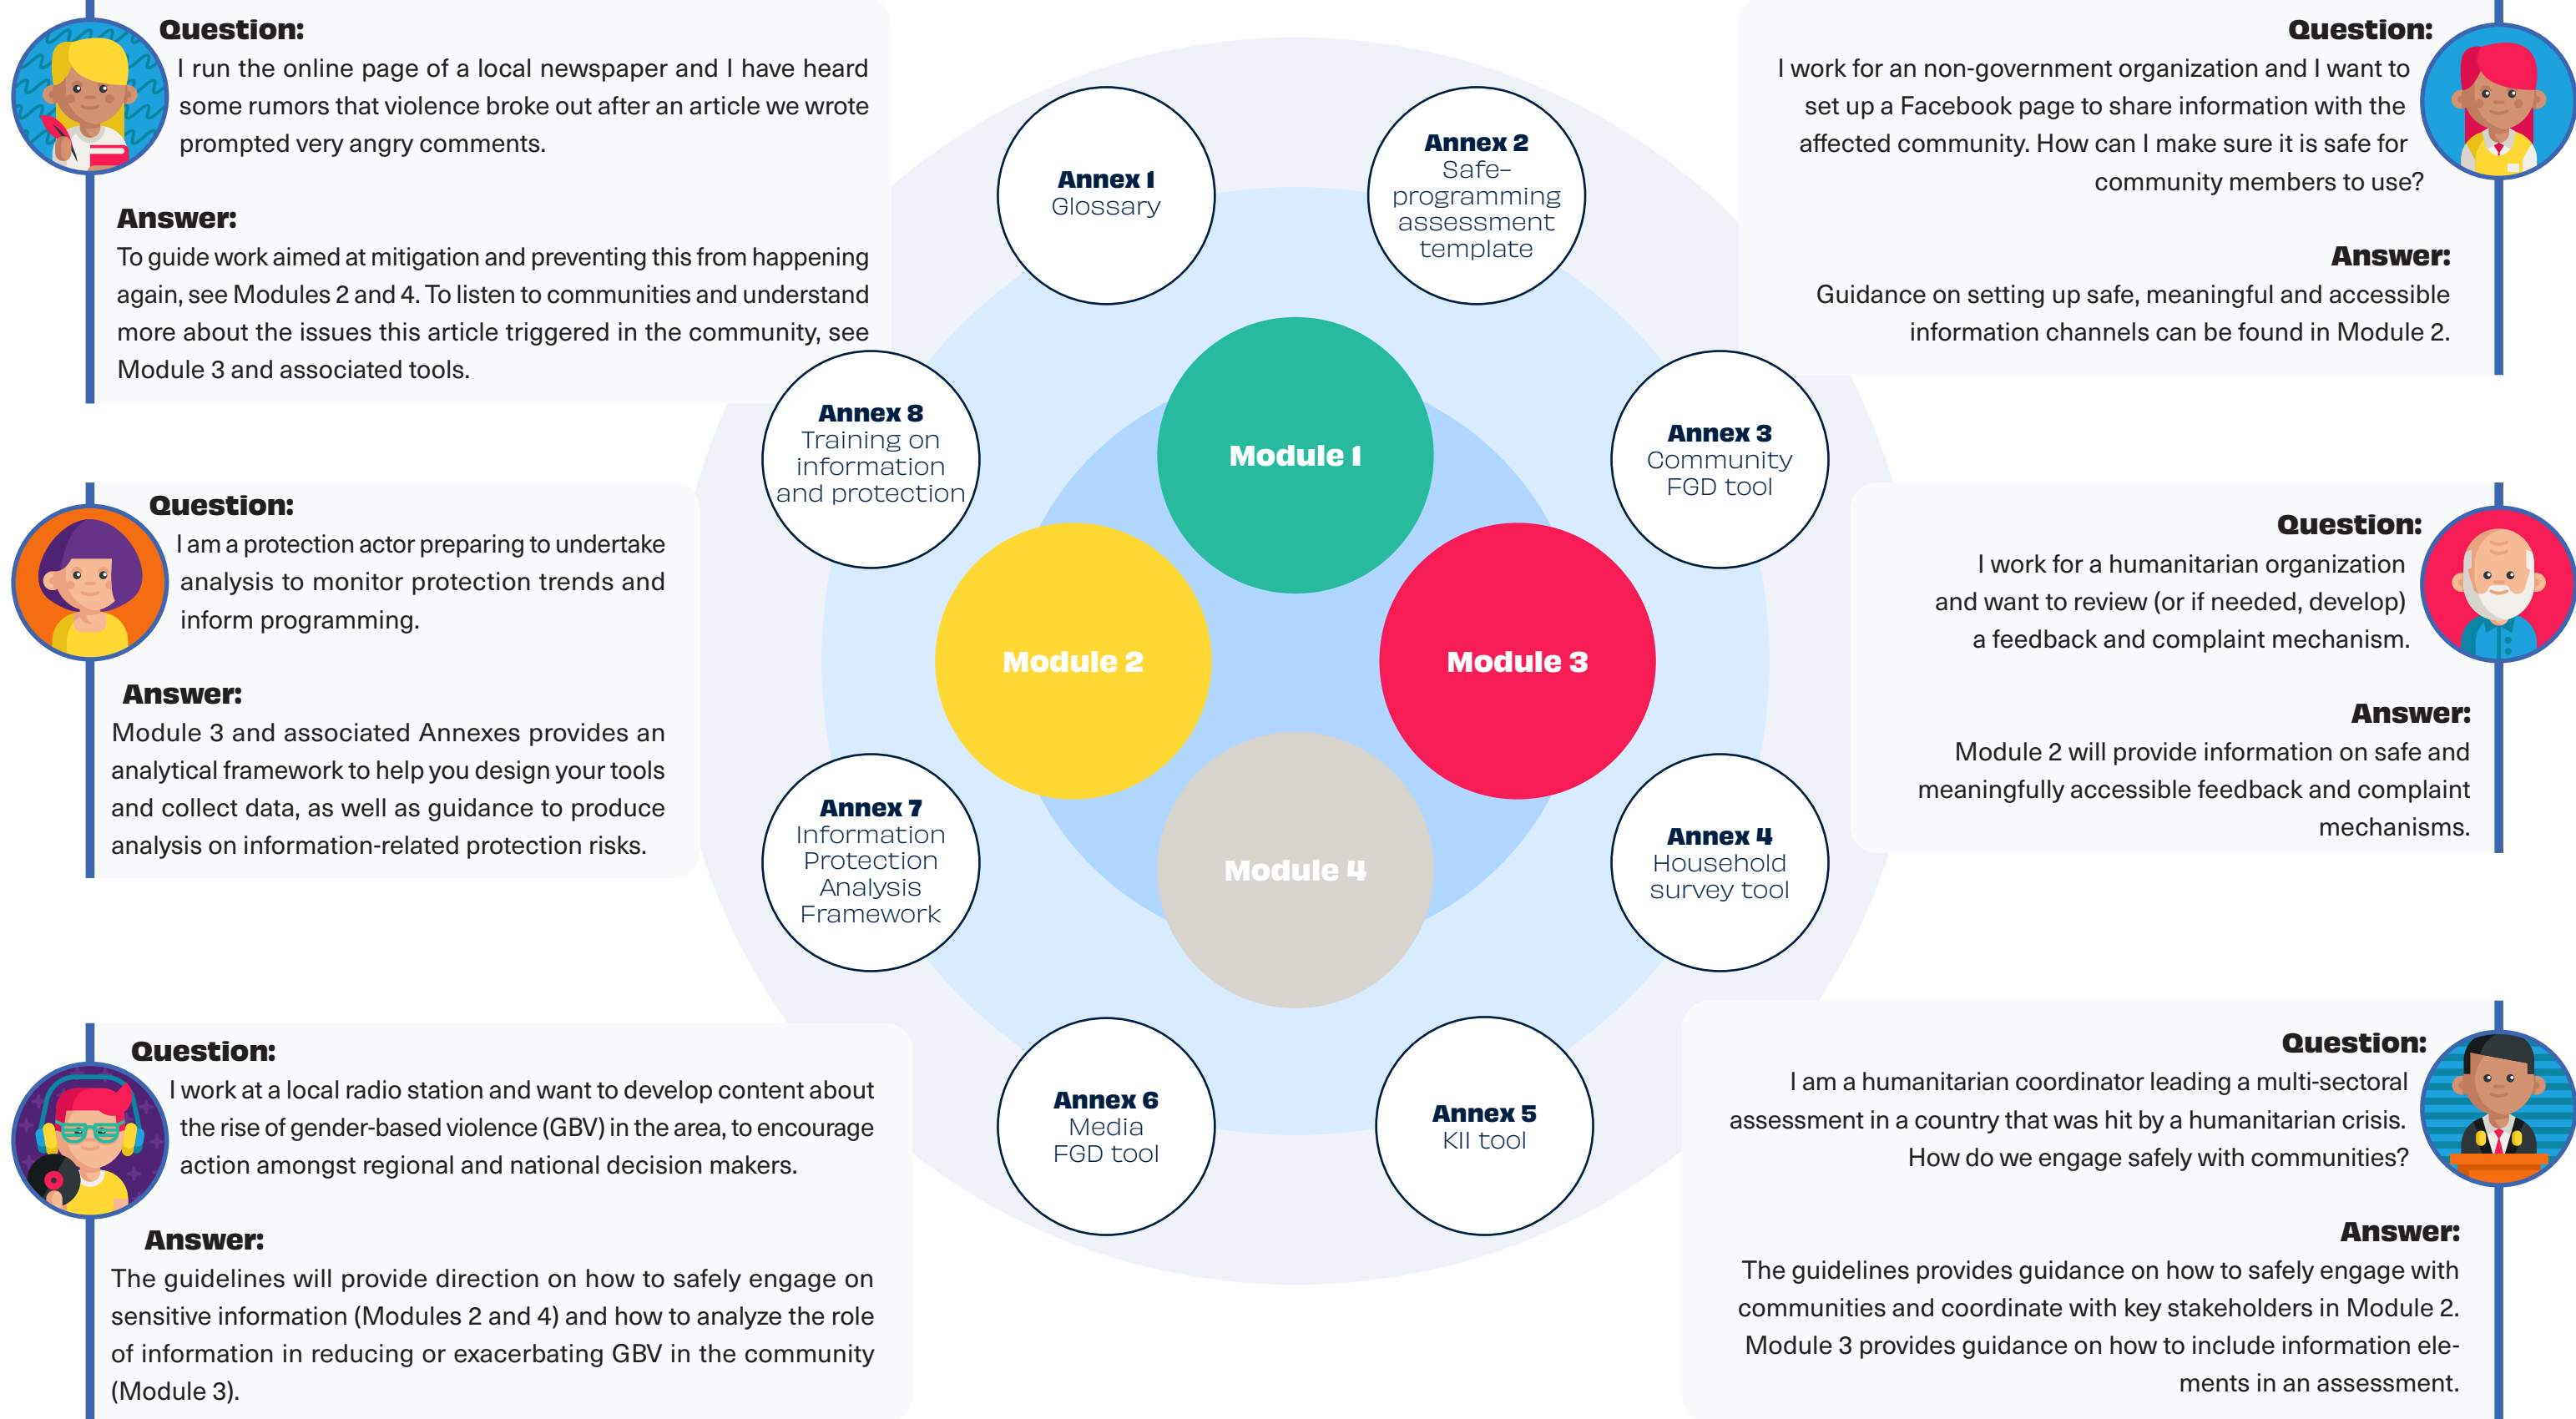 Question:
I run the online page of a local newspaper and I have heard
some rumors that violence broke out after an article we wrote
prompted very angry comments.
Answer:
To guide work aimed at mitigation and preventing this from happening
again, see Modules 2 and 4. To listen to communities and understand
more about the issues this article triggered in the community, see
Module 3 and associated tools.
Question:
I am a protection actor preparing to undertake
analysis to monitor protection trends and
inform programming.
Answer:
Module 3 and associated Annexes provides an
analytical framework to help you design your tools
and collect data, as well as guidance to produce
analysis on information-related protection risks.
Question:
I work at a local radio station and want to develop content about
the rise of gender-based violence (GBV) in the area, to encourage
action amongst regional and national decision makers.
Answer:
The guidelines will provide direction on how to safely engage on
sensitive information (Modules 2 and 4) and how to analyze the role
of information in reducing or exacerbating GBV in the community
(Module 3).
Annex 1
Glossary
Annex 2
Safe-
programming
assessment
template
Annex 8
Training on
information
and protection
Annex 3
Community
FGD tool
Module 1
Module 2
Module 3
Module 4
Annex 7
Information
Protection
Analysis
Framework
Annex 4
Household
survey tool
Annex 6
Media
FGD tool
Annex 5
KII tool
Question:
I work for an non-government organization and I want to
set up a Facebook page to share information with the
affected community. How can I make sure it is safe for
community members to use?
Answer:
Guidance on setting up safe, meaningful and accessible
information channels can be found in Module 2.
Question:
I work for a humanitarian organization
and want to review (or if needed, develop)
a feedback and complaint mechanism.
Answer:
Module 2 will provide information on safe and
meaningfully accessible feedback and complaint
mechanisms.
Question:
I am a humanitarian coordinator leading a multi-sectoral
assessment in a country that was hit by a humanitarian crisis.
How do we engage safely with communities?
Answer:
The guidelines provides guidance on how to safely engage with
communities and coordinate with key stakeholders in Module 2.
Module 3 provides guidance on how to include information ele-
ments in an assessment.